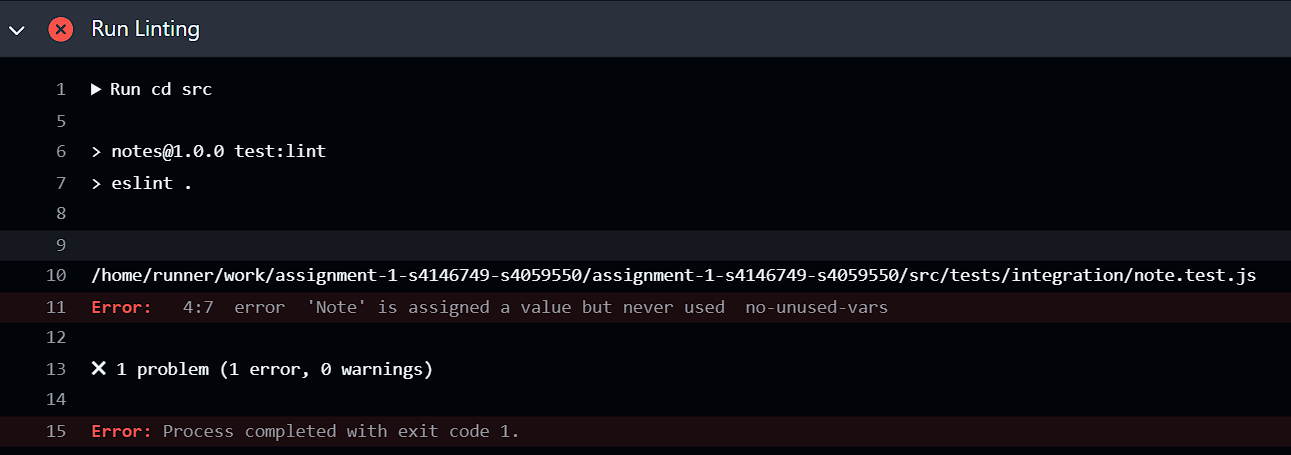 Run Linting
1 ▶ Run cd src
5
6 > notes@1.0.0 test:lint
7 > eslint .
8
9
10 /home/runner/work/assignment-1-s4146749-s4059550/assignment-1-s4146749-s4059550/src/tests/integration/note.test.js
11 Error:   4:7  error  'Note' is assigned a value but never used  no-unused-vars
12
13 ✖ 1 problem (1 error, 0 warnings)
14
15 Error: Process completed with exit code 1.